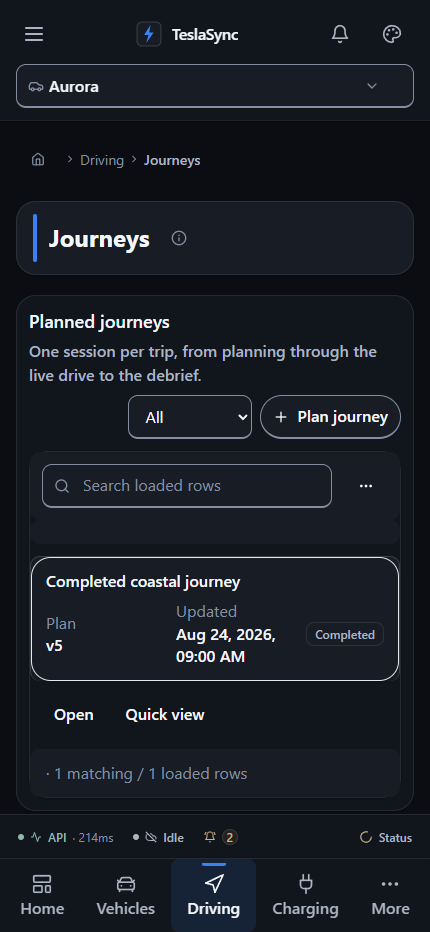 TeslaSync
Aurora
Driving
Journeys
Journeys
Planned journeys
One session per trip, from planning through the
live drive to the debrief.
All
Plan journey
Search loaded rows
Completed coastal journey
Plan
v5
Updated
Aug 24, 2026,
09:00 AM
Completed
Open
Quick view
· 1 matching / 1 loaded rows
API · 214ms
Idle
2
Status
Home
Vehicles
Driving
Charging
More